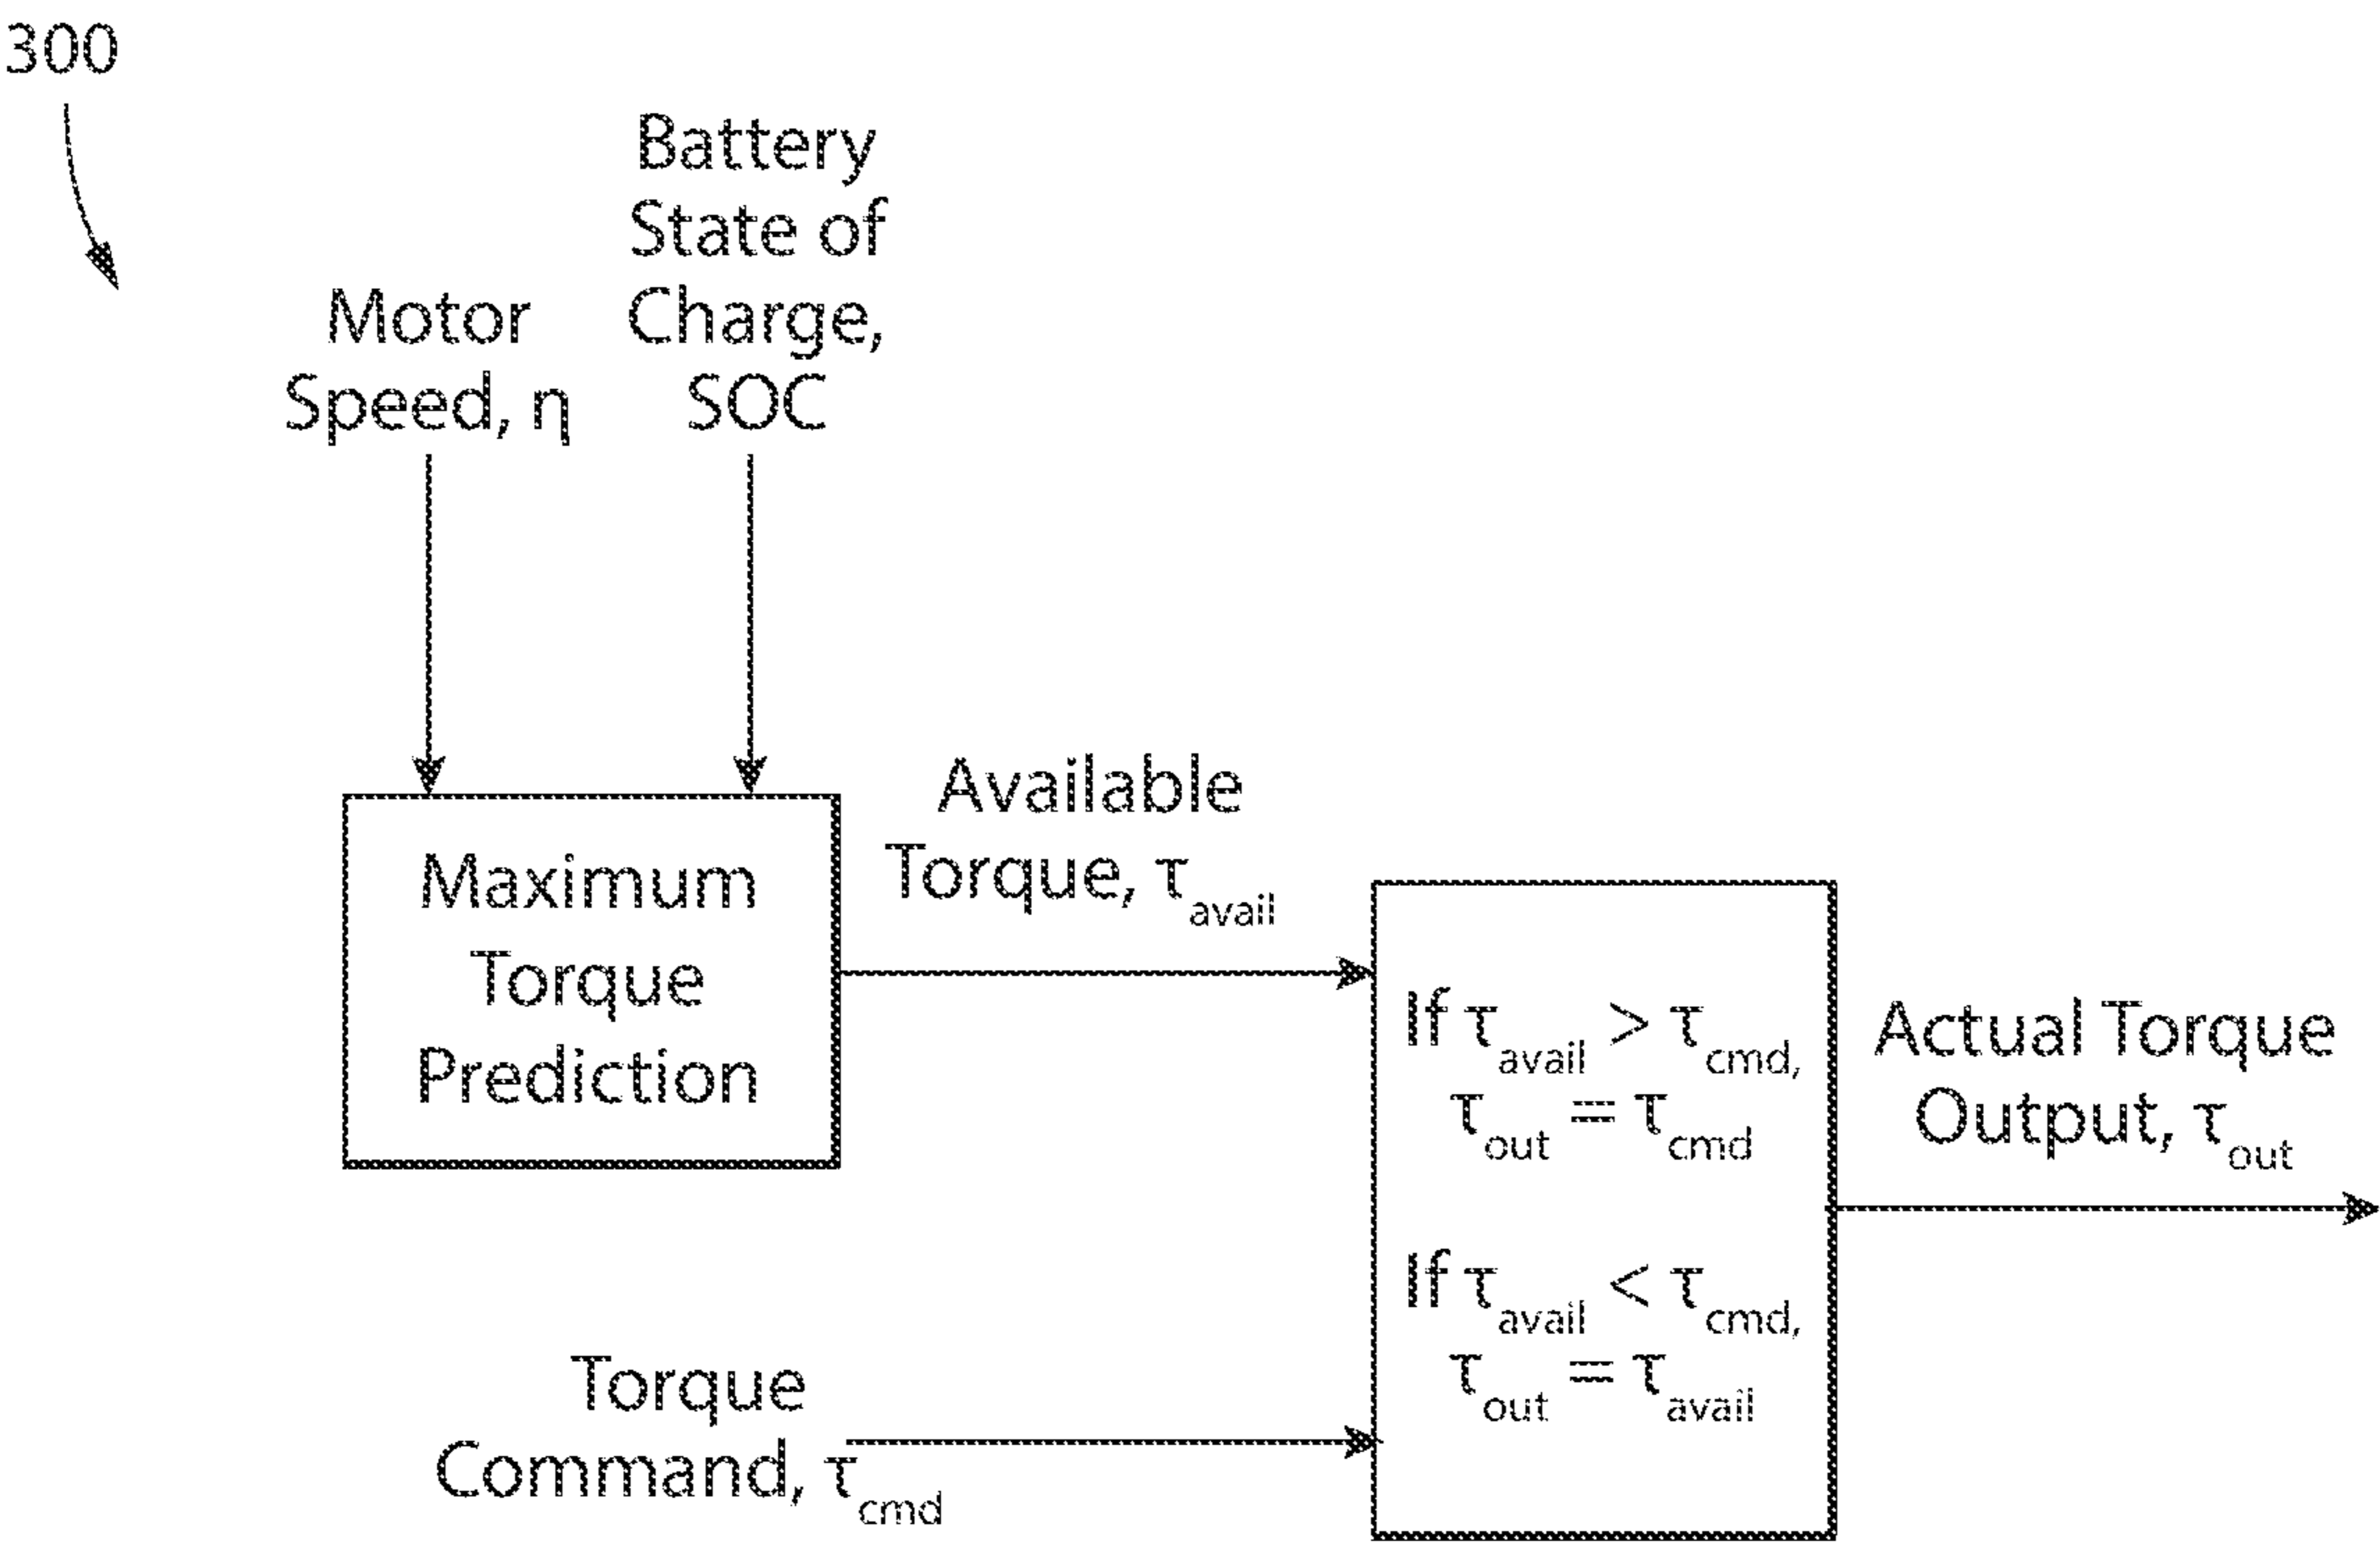 300
Battery
State of
Charge,
SOC
Motor
Speed, η
Maximum
Torque
Prediction
Available
Torque, τavail
If τavail > τcmd,
τout = τcmd
If τavail < τcmd,
τout = τavail
Actual Torque
Output, τout
Torque
Command, τcmd